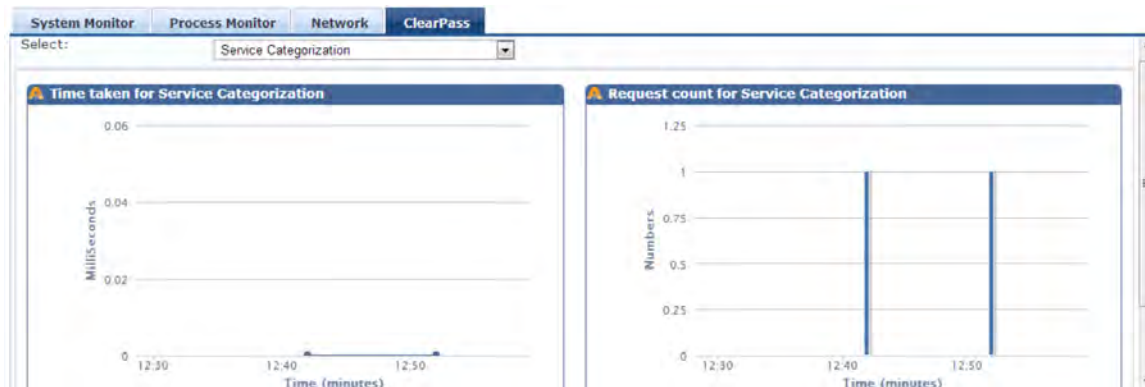 System Monitor Process Monitor Network ClearPass
Select: Service Categorization
Time taken for Service Categorization
0.06
0.04
0.02
0
MilliSeconds
12:30 12:40 12:50
Time (minutes)
Request count for Service Categorization
1.25
1
0.75
0.5
0.25
0
Numbers
12:30 12:40 12:50
Time (minutes)